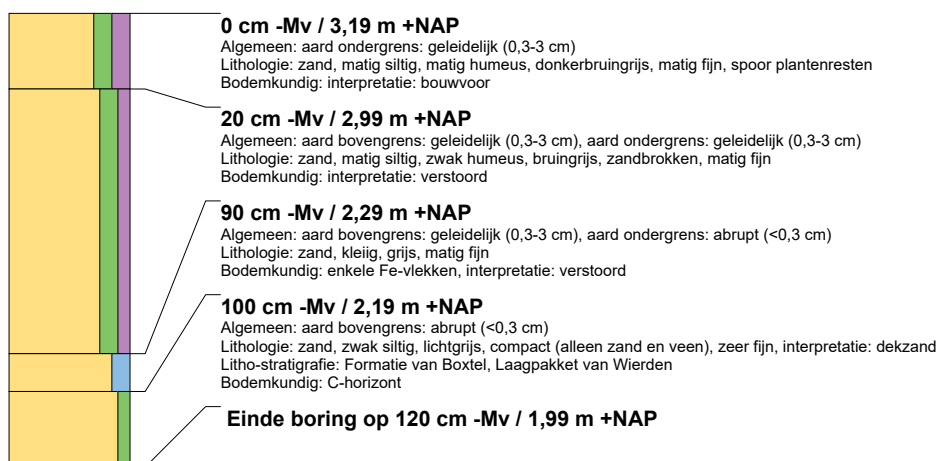 0 cm -Mv / 3,19 m +NAP
Algemeen: aard ondergrens: geleidelijk (0,3-3 cm)
Lithologie: zand, matig siltig, matig humeus, donkerbruingrijs, matig fijn, spoor plantenresten
Bodemkundig: interpretatie: bouwvoor
20 cm -Mv / 2,99 m +NAP
Algemeen: aard bovengrens: geleidelijk (0,3-3 cm), aard ondergrens: geleidelijk (0,3-3 cm)
Lithologie: zand, matig siltig, zwak humeus, bruingrijs, zandbrokken, matig fijn
Bodemkundig: interpretatie: verstoord
90 cm -Mv / 2,29 m +NAP
Algemeen: aard bovengrens: geleidelijk (0,3-3 cm), aard ondergrens: abrupt (<0,3 cm)
Lithologie: zand, kleiig, grijs, matig fijn
Bodemkundig: enkele Fe-vlekken, interpretatie: verstoord
100 cm -Mv / 2,19 m +NAP
Algemeen: aard bovengrens: abrupt (<0,3 cm)
Lithologie: zand, zwak siltig, lichtgrijs, compact (alleen zand en veen), zeer fijn, interpretatie: dekzand
Litho-stratigrafie: Formatie van Boxtel, Laagpakket van Wierden
Bodemkundig: C-horizont
Einde boring op 120 cm -Mv / 1,99 m +NAP